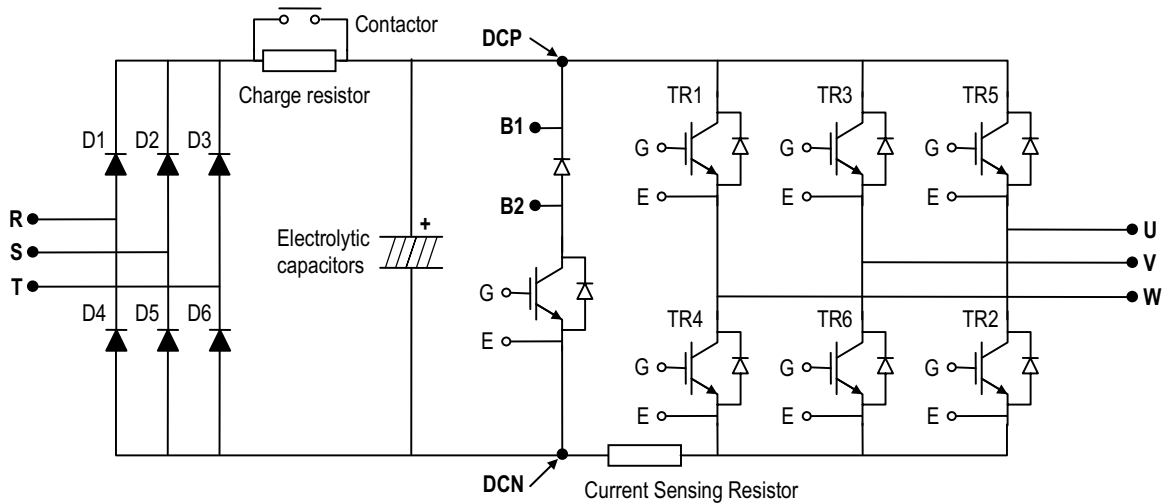 Contactor
DCP
Charge resistor
TR1 TR3 TR5
B1
D1 D2 D3
G G G
E E E
B2
R
S
T
+
Electrolytic
capacitors
U
V
W
G
D4 D5 D6
TR4 TR6 TR2
E
G G G
E E E
DCN
Current Sensing Resistor